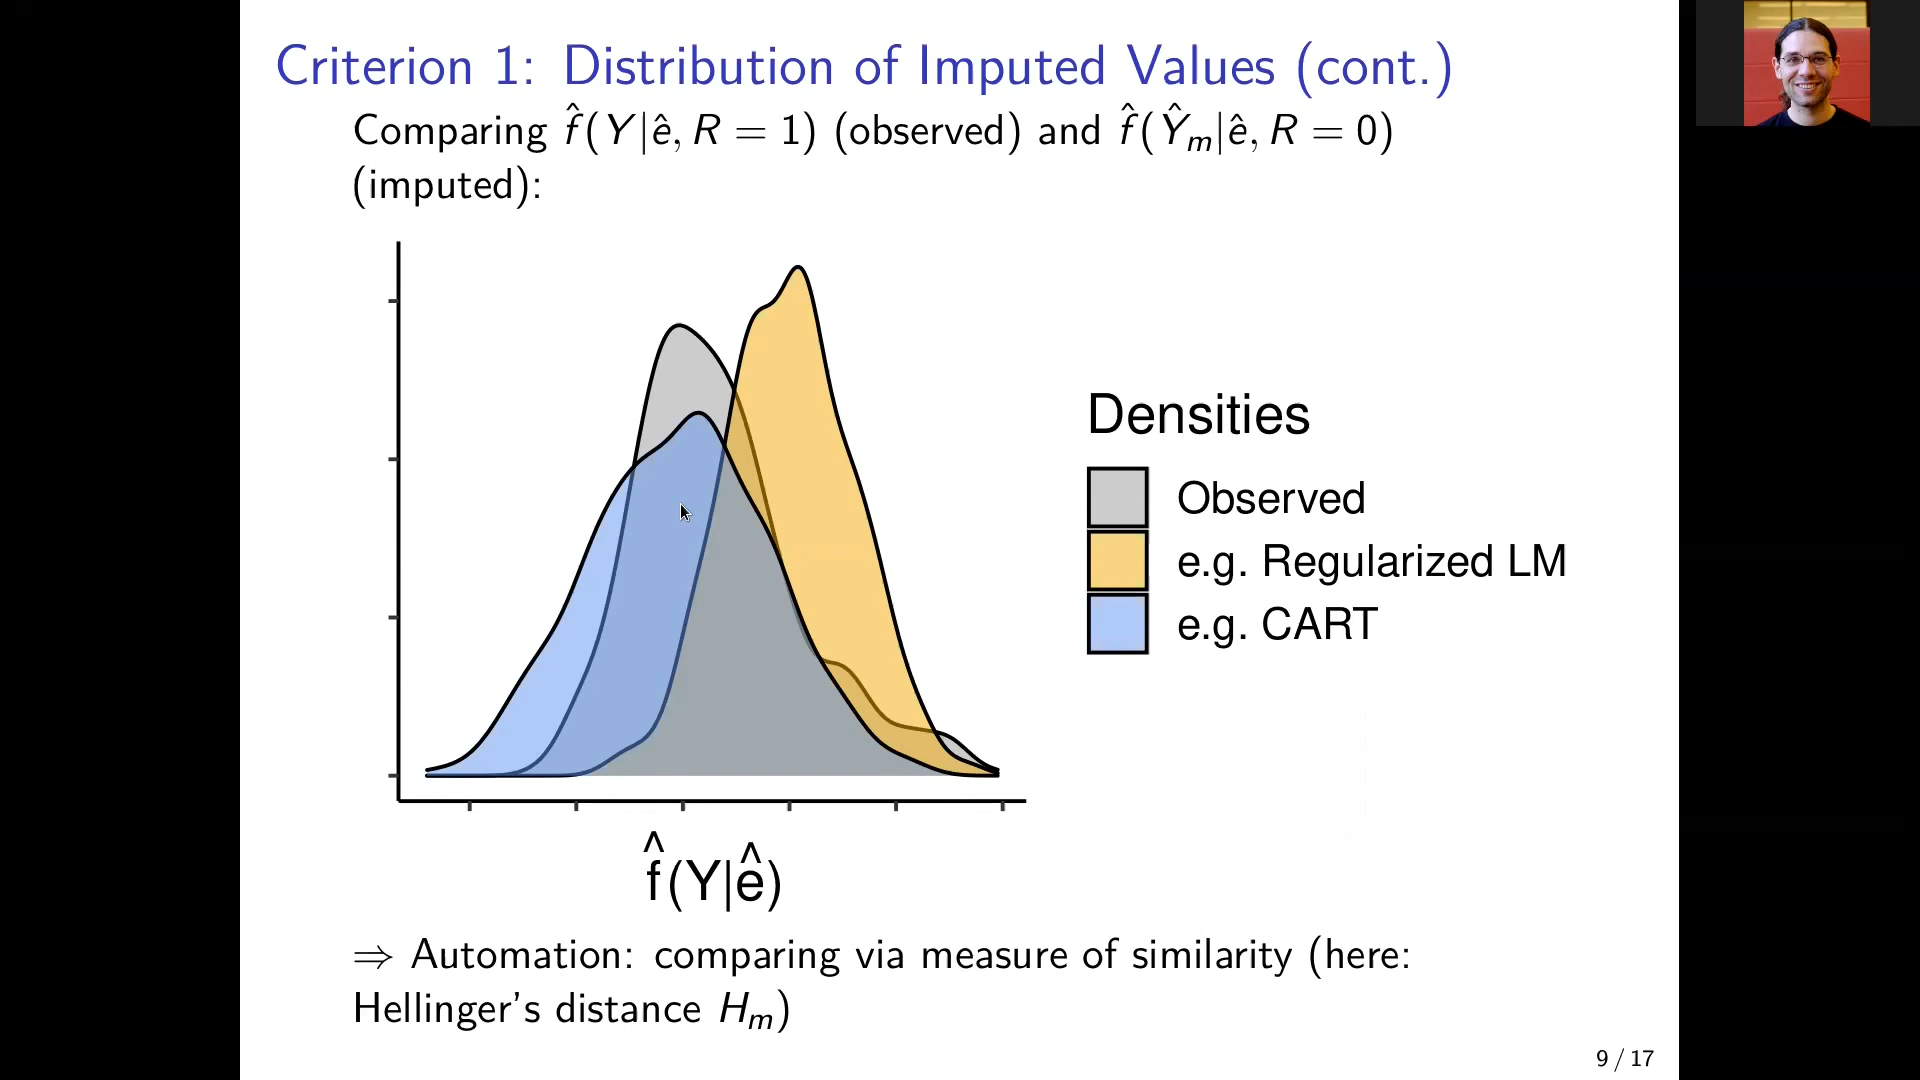 Criterion 1: Distribution of Imputed Values (cont.)
Comparing f̂(Y|ê, R = 1) (observed) and f̂(Ŷₘ|ê, R = 0)
(imputed):
Densities
Observed
e.g. Regularized LM
e.g. CART
f̂(Y|ê)
⇒ Automation: comparing via measure of similarity (here:
Hellinger's distance Hₘ)
9 / 17